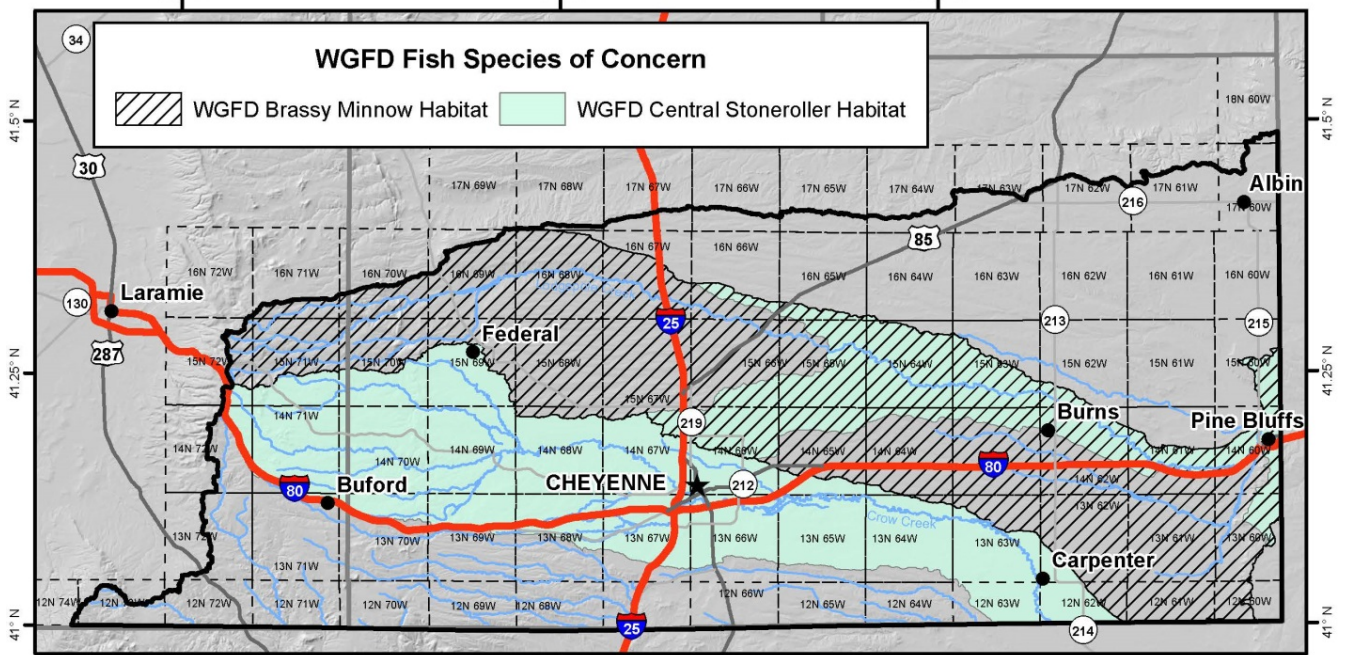 WGFD Fish Species of Concern
WGFD Brassy Minnow Habitat
WGFD Central Stoneroller Habitat
34
30
41.5° N
41.5° N
18N 60W
17N 69W
17N 68W
17N 67W
17N 66W
17N 65W
17N 64W
17N 63W
17N 62W
17N 61W
Albin
216
17N 60W
85
16N 67W
16N 66W
16N 72W
16N 71W
16N 70W
16N 69W
16N 68W
16N 65W
16N 64W
16N 63W
16N 62W
16N 61W
16N 60W
130
Laramie
25
213
215
Federal
287
15N 72W
15N 71W
15N 70W
15N 69W
15N 68W
15N 66W
15N 65W
15N 64W
15N 63W
15N 62W
15N 61W
15N 60W
41.25° N
41.25° N
15N 67W
14N 71W
219
Burns
Pine Bluffs
14N 72W
14N 70W
14N 69W
14N 68W
14N 67W
14N 66W
14N 65W
14N 64W
14N 61W
14N 60W
80
80
14N 62W
Buford
CHEYENNE
212
13N 62W
Crow Creek
13N 72W
13N 70W
13N 69W
13N 68W
13N 67W
13N 66W
13N 65W
13N 64W
13N 63W
13N 61W
13N 60W
Carpenter
13N 71W
12N 74W
12N 72W
12N 71W
12N 70W
12N 69W
12N 68W
12N 66W
12N 65W
12N 64W
12N 63W
12N 62W
12N 61W
12N 60W
41° N
41° N
25
214